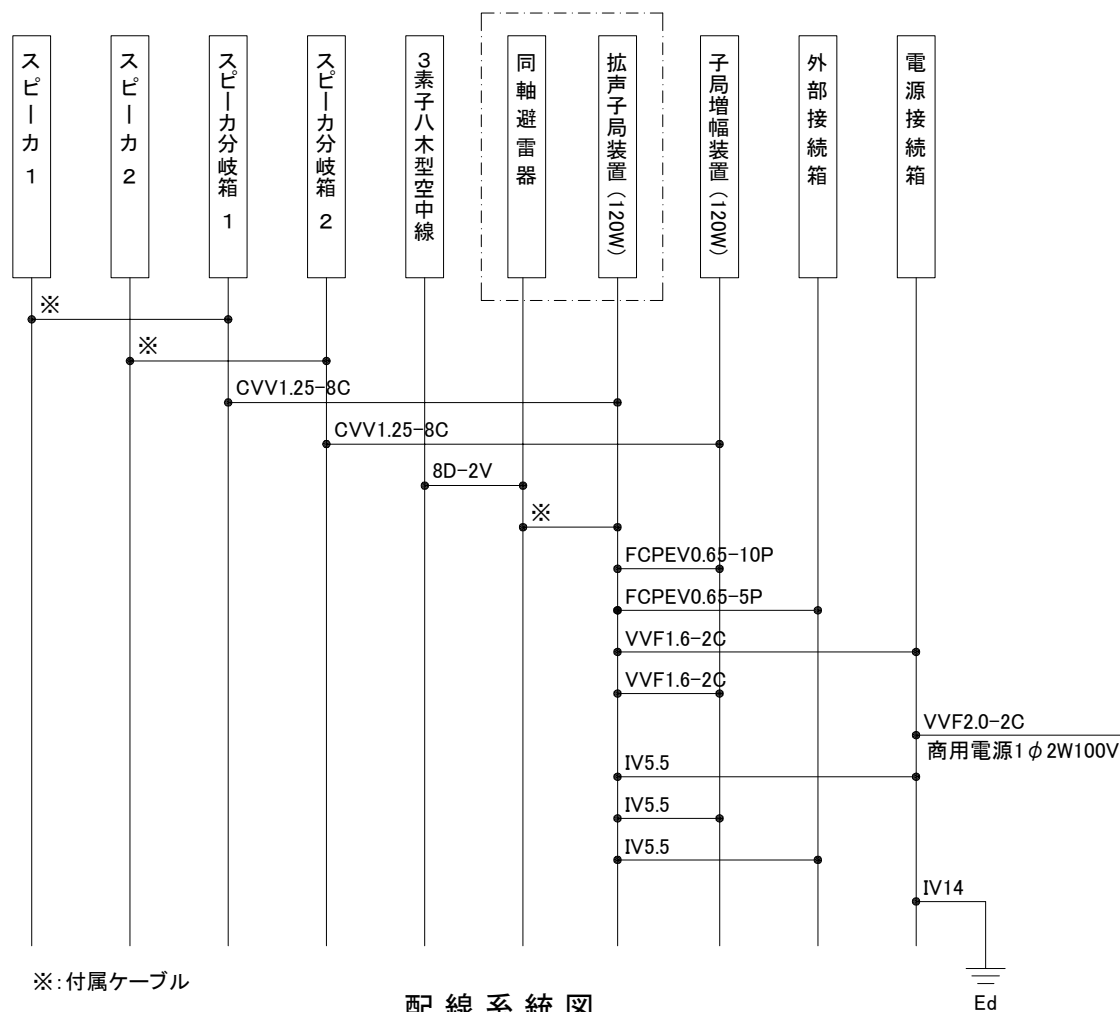 スピーカ 1
スピーカ 2
スピーカ分岐箱 1
スピーカ分岐箱 2
3素子八木型空中線
同軸避雷器
拡声子局装置(120W)
子局増幅装置(120W)
外部接続箱
電源接続箱
※
※
CVV1.25-8C
CVV1.25-8C
8D-2V
※
FCPEV0.65-10P
FCPEV0.65-5P
VVF1.6-2C
VVF1.6-2C
VVF2.0-2C
商用電源1φ2W100V
IV5.5
IV5.5
IV5.5
IV14
※:付属ケーブル
Ed
配線系統図